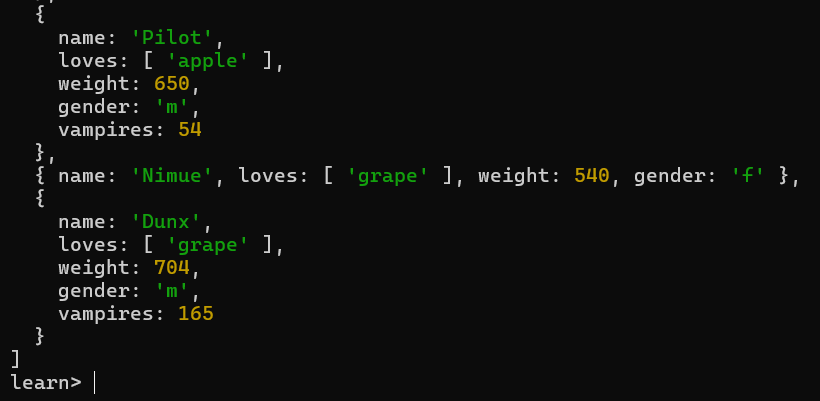 {
name: 'Pilot',
loves: [ 'apple' ],
weight: 650,
gender: 'm',
vampires: 54
},
{ name: 'Nimue', loves: [ 'grape' ], weight: 540, gender: 'f' },
{
name: 'Dunx',
loves: [ 'grape' ],
weight: 704,
gender: 'm',
vampires: 165
}
]
learn>